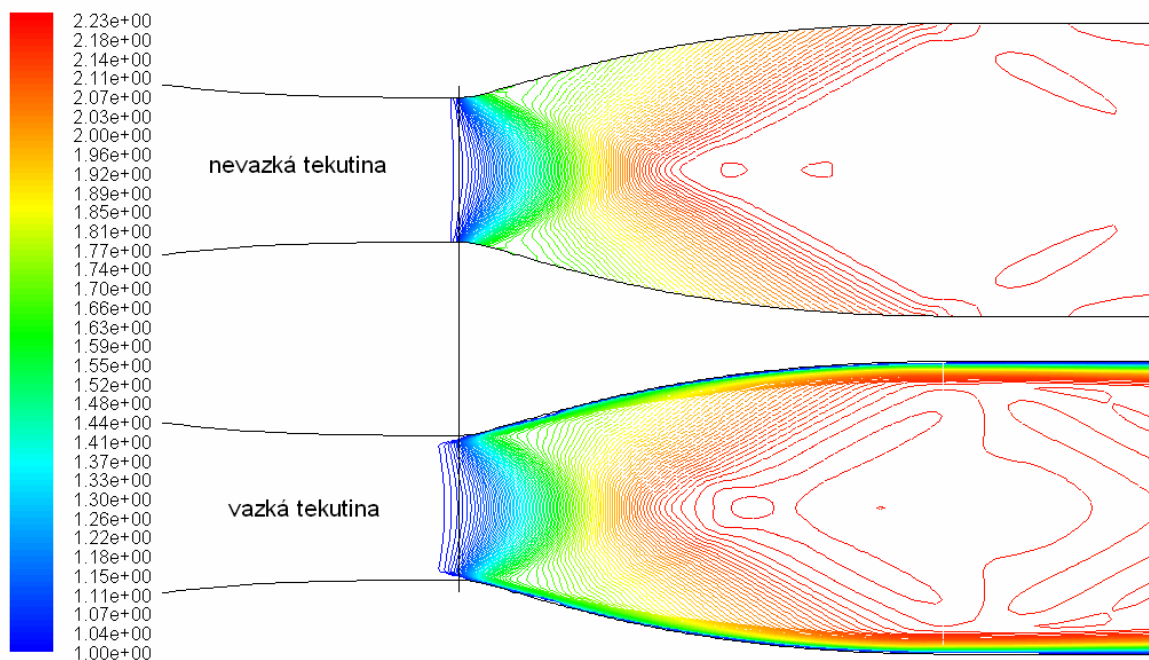 2.23e+00
2.18e+00
2.14e+00
2.11e+00
2.07e+00
2.03e+00
2.00e+00
1.96e+00
1.92e+00
1.89e+00
1.85e+00
1.81e+00
1.77e+00
1.74e+00
1.70e+00
1.66e+00
1.63e+00
1.59e+00
1.55e+00
1.52e+00
1.48e+00
1.44e+00
1.41e+00
1.37e+00
1.33e+00
1.30e+00
1.26e+00
1.22e+00
1.18e+00
1.15e+00
1.11e+00
1.07e+00
1.04e+00
1.00e+00
nevazká tekutina
vazká tekutina